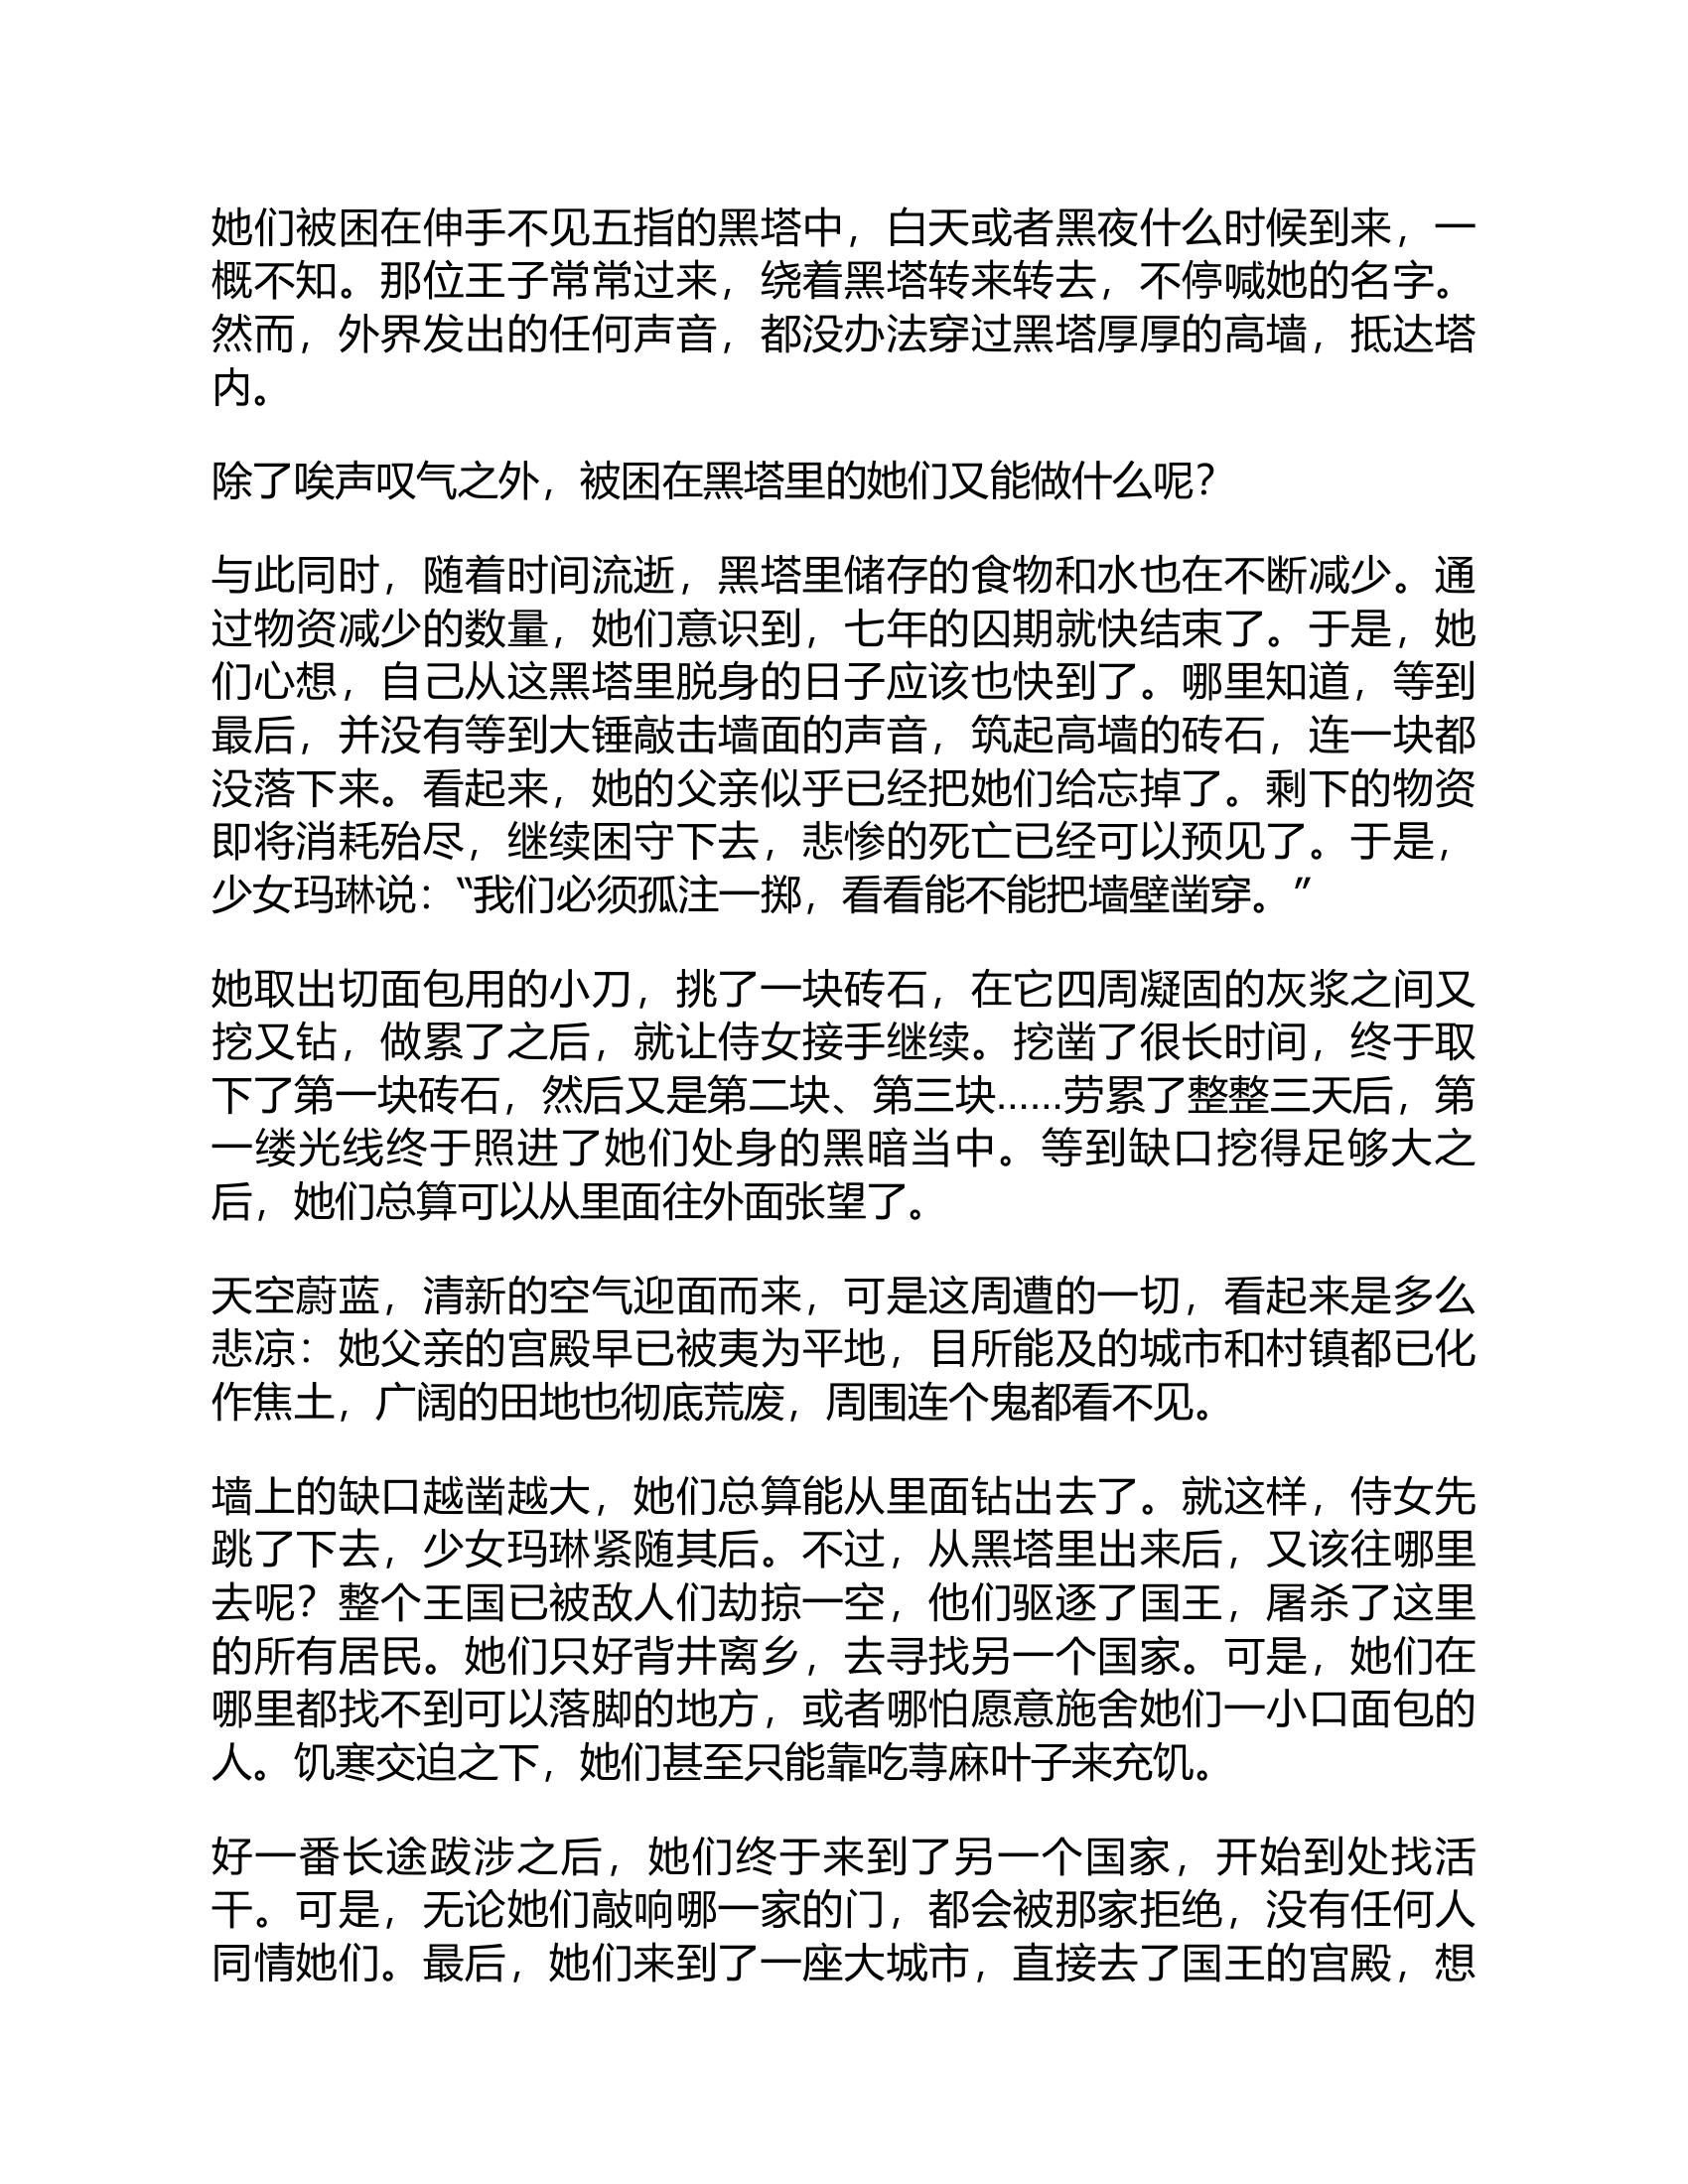 她们被困在伸手不见五指的黑塔中，白天或者黑夜什么时候到来，一
概不知。那位王子常常过来，绕着黑塔转来转去，不停喊她的名字。
然而，外界发出的任何声音，都没办法穿过黑塔厚厚的高墙，抵达塔
内。
除了唉声叹气之外，被困在黑塔里的她们又能做什么呢？
与此同时，随着时间流逝，黑塔里储存的食物和水也在不断减少。通
过物资减少的数量，她们意识到，七年的囚期就快结束了。于是，她
们心想，自己从这黑塔里脱身的日子应该也快到了。哪里知道，等到
最后，并没有等到大锤敲击墙面的声音，筑起高墙的砖石，连一块都
没落下来。看起来，她的父亲似乎已经把她们给忘掉了。剩下的物资
即将消耗殆尽，继续困守下去，悲惨的死亡已经可以预见了。于是，
少女玛琳说：“我们必须孤注一掷，看看能不能把墙壁凿穿。”
她取出切面包用的小刀，挑了一块砖石，在它四周凝固的灰浆之间又
挖又钻，做累了之后，就让侍女接手继续。挖凿了很长时间，终于取
下了第一块砖石，然后又是第二块、第三块……劳累了整整三天后，第
一缕光线终于照进了她们处身的黑暗当中。等到缺口挖得足够大之
后，她们总算可以从里面往外面张望了。
天空蔚蓝，清新的空气迎面而来，可是这周遭的一切，看起来是多么
悲凉：她父亲的宫殿早已被夷为平地，目所能及的城市和村镇都已化
作焦土，广阔的田地也彻底荒废，周围连个鬼都看不见。
墙上的缺口越凿越大，她们总算能从里面钻出去了。就这样，侍女先
跳了下去，少女玛琳紧随其后。不过，从黑塔里出来后，又该往哪里
去呢？整个王国已被敌人们劫掠一空，他们驱逐了国王，屠杀了这里
的所有居民。她们只好背井离乡，去寻找另一个国家。可是，她们在
哪里都找不到可以落脚的地方，或者哪怕愿意施舍她们一小口面包的
人。饥寒交迫之下，她们甚至只能靠吃荨麻叶子来充饥。
好一番长途跋涉之后，她们终于来到了另一个国家，开始到处找活
干。可是，无论她们敲响哪一家的门，都会被那家拒绝，没有任何人
同情她们。最后，她们来到了一座大城市，直接去了国王的宫殿，想